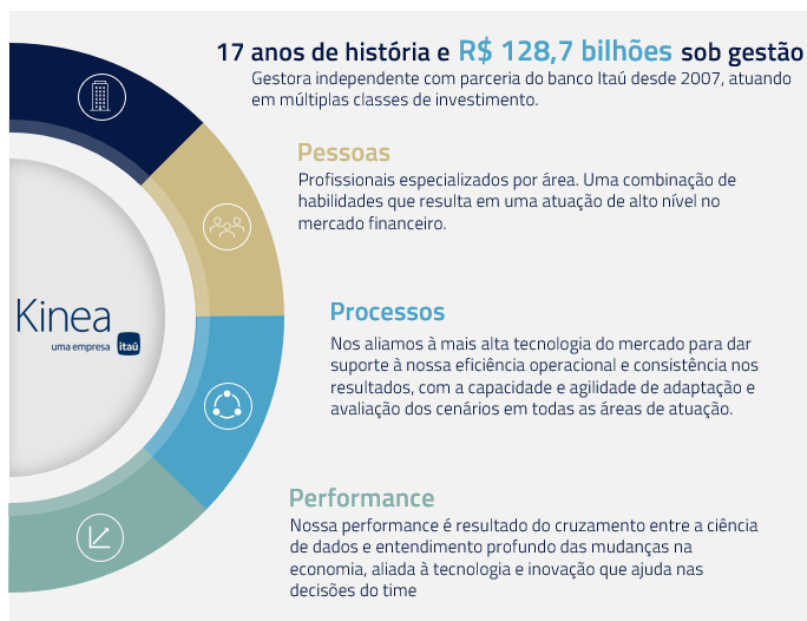 17 anos de história e R$ 128,7 bilhões sob gestão
Gestora independente com parceria do banco Itaú desde 2007, atuando
em múltiplas classes de investimento.
Pessoas
Profissionais especializados por área. Uma combinação de
habilidades que resulta em uma atuação de alto nível no
mercado financeiro.
Kinea
uma empresa itaú
Processos
Nos aliamos à mais alta tecnologia do mercado para dar
suporte à nossa eficiência operacional e consistência nos
resultados, com a capacidade e agilidade de adaptação e
avaliação dos cenários em todas as áreas de atuação.
Performance
Nossa performance é resultado do cruzamento entre a ciência
de dados e entendimento profundo das mudanças na
economia, aliada à tecnologia e inovação que ajuda nas
decisões do time